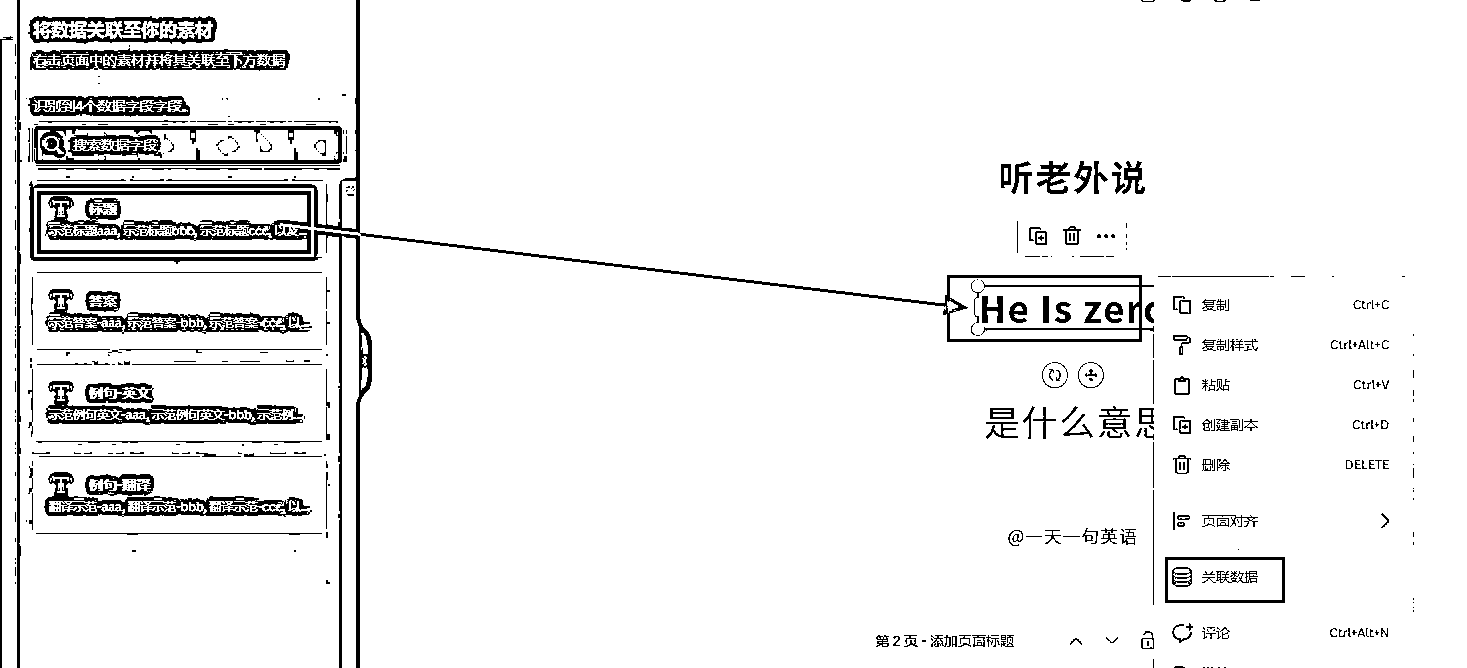 将数据关联至你的素材
右击页面中的素材并将其关联至下方数据
识别到4个数据字段字段。
搜索数据字段
标题
示范标题aaa, 示范标题bbb, 示范标题ccc, 以及...
答案
示范答案-aaa, 示范答案-bbb, 示范答案-ccc, 以...
例句-英文
示范例句英文-aaa, 示范例句英文-bbb, 示范例...
例句-翻译
翻译示范-aaa, 翻译示范-bbb, 翻译示范-ccc, 以...
听老外说
He Is zero
是什么意思
@一天一句英语
第 2 页 - 添加页面标题
复制 Ctrl+C
复制样式 Ctrl+Alt+C
粘贴 Ctrl+V
创建副本 Ctrl+D
删除 DELETE
页面对齐
关联数据
评论 Ctrl+Alt+N